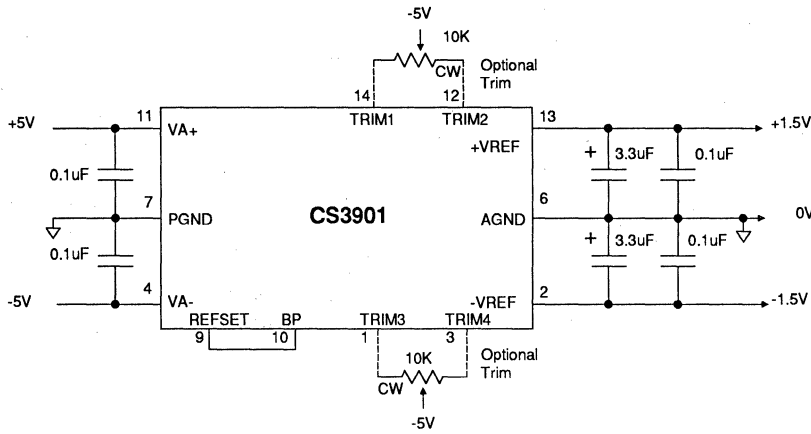 -5V
10K
CW
Optional
Trim
14
12
11
TRIM1
TRIM2
13
+5V
VA+
+VREF
+1.5V
0.1uF
+
3.3uF
0.1uF
7
PGND
CS3901
AGND
6
0V
0.1uF
+
3.3uF
0.1uF
4
-5V
VA-
-VREF
2
-1.5V
REFSET
BP
TRIM3
TRIM4
9
10
1
3
Optional
Trim
10K
CW
-5V